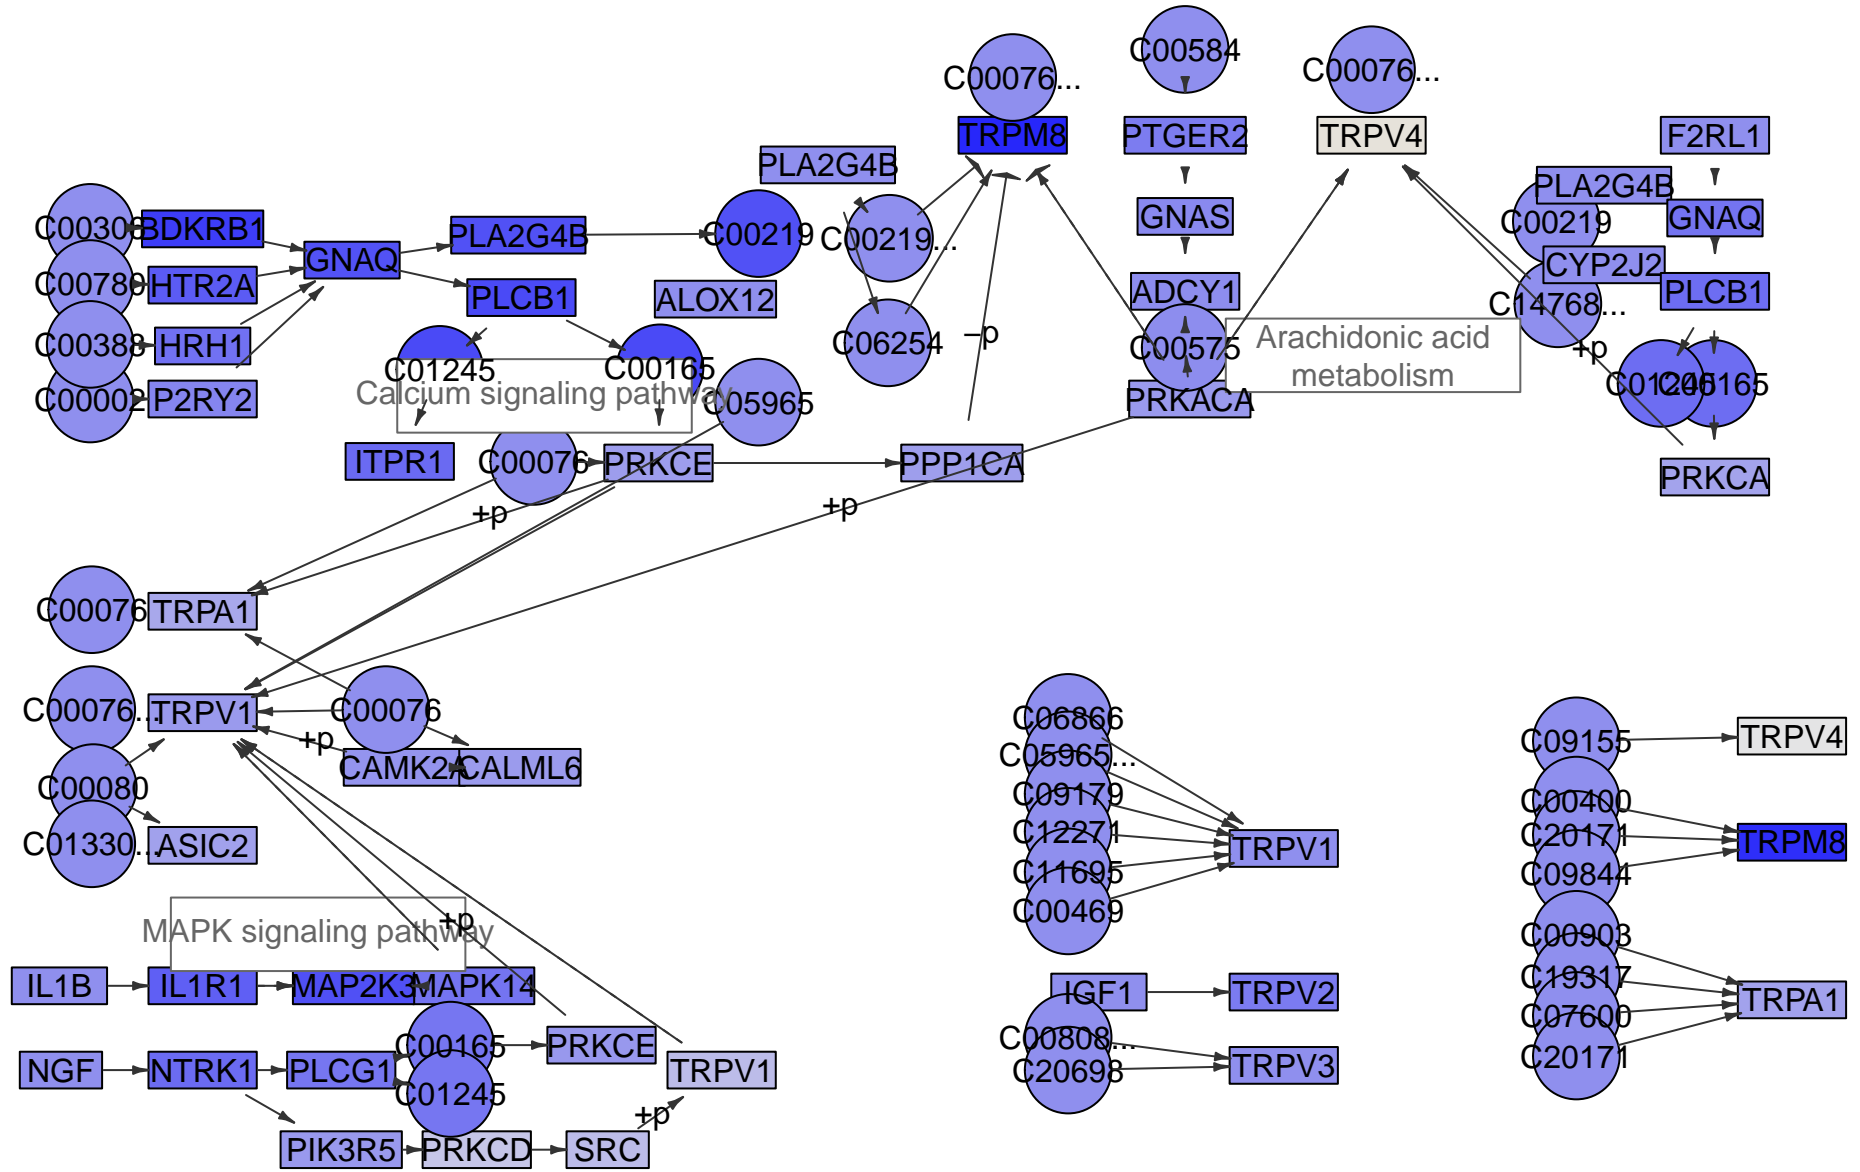 C00584
C00076...
C00076...
TRPM8
PTGER2
TRPV4
F2RL1
PLA2G4B
PLA2G4B
GNAS
C00219
GNAQ
BDKRB1
PLA2G4B
C00219
C00219...
GNAQ
CYP2J2
HTR2A
PLCB1
ALOX12
ADCY1
C14768...
PLCB1
C00388
HRH1
C06254
–p
C00575
Arachidonic acid
metabolism
+p
C01245
C00165
Calcium signaling pathway
C00002
P2RY2
C05965
PRKACA
C01245
C00165
ITPR1
C00076
PRKCE
PPP1CA
PRKCA
+p
+p
C00076
TRPA1
C00076...
TRPV1
C00076
+p
CAMK2A
CALML6
C00080
C01330...
ASIC2
C06866
C05965...
C09179
C12271
C11695
C00469
TRPV1
C09155
TRPV4
C00400
C20171
C09844
TRPM8
MAPK signaling pathway
+p
IL1B
IL1R1
MAP2K3
MAPK14
IGF1
TRPV2
C00903
C19317
C07600
C20171
TRPA1
NGF
NTRK1
PLCG1
C00165
C01245
PRKCE
TRPV1
C00808...
C20698
TRPV3
+p
PIK3R5
PRKCD
SRC